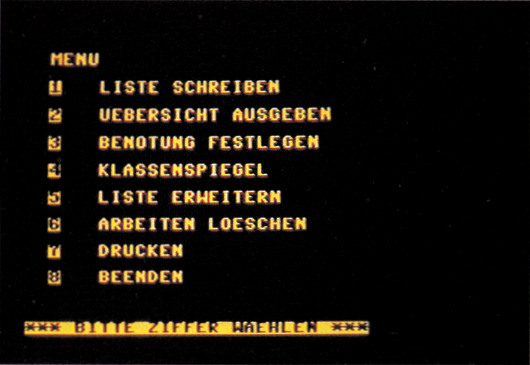 MENU
1 LISTE SCHREIBEN
2 UEBERSICHT AUSGEBEN
3 BENOTUNG FESTLEGEN
4 KLASSENSPIEGEL
5 LISTE ERWEITERN
6 ARBEITEN LOESCHEN
7 DRUCKEN
8 BEENDEN
*** BITTE ZIFFER WAEHLEN ***